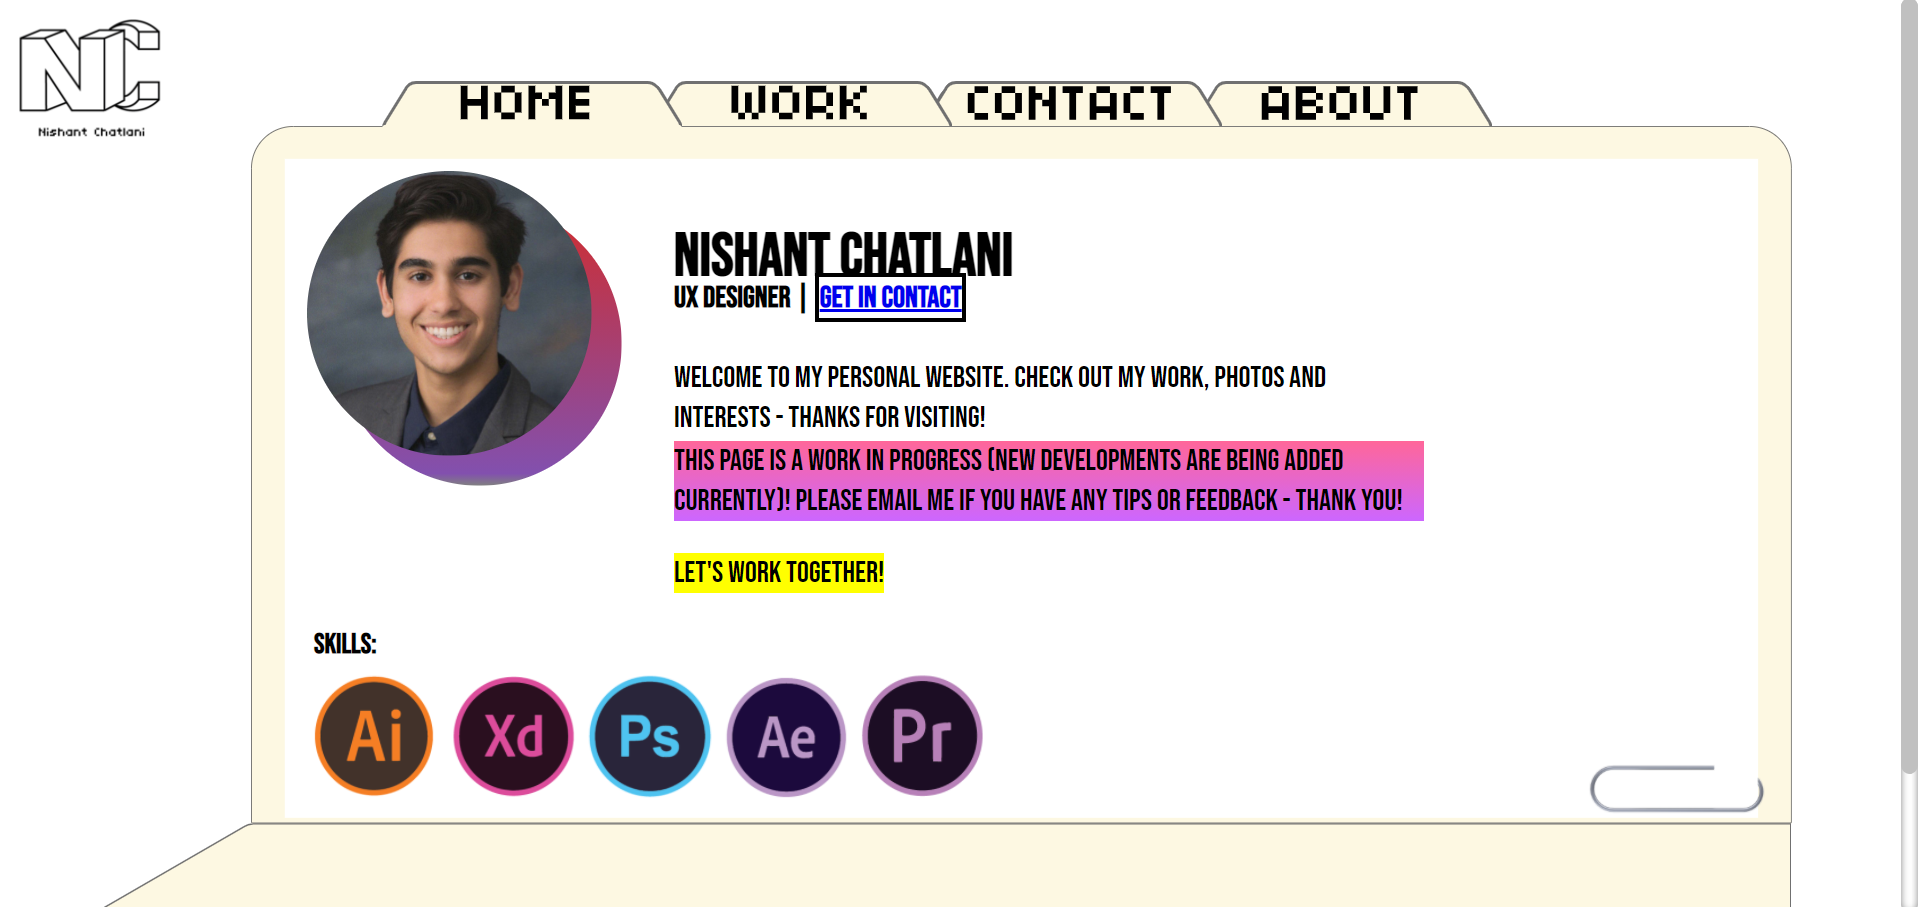 NC
Nishant Chatlani
HOME WORK CONTACT ABOUT
NISHANT CHATLANI
UX DESIGNER | GET IN CONTACT
WELCOME TO MY PERSONAL WEBSITE. CHECK OUT MY WORK, PHOTOS AND
INTERESTS - THANKS FOR VISITING!
THIS PAGE IS A WORK IN PROGRESS (NEW DEVELOPMENTS ARE BEING ADDED
CURRENTLY)! PLEASE EMAIL ME IF YOU HAVE ANY TIPS OR FEEDBACK - THANK YOU!
LET'S WORK TOGETHER!
SKILLS:
Ai Xd Ps Ae Pr